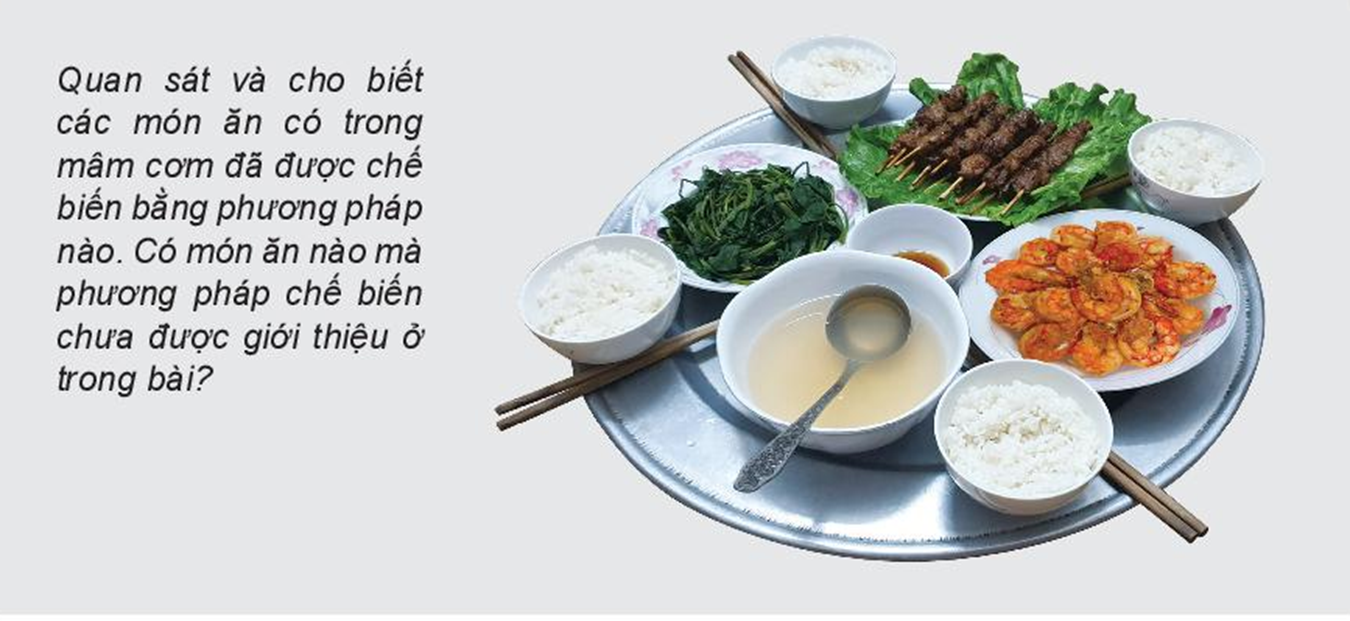 Quan sát và cho biết
các món ăn có trong
mâm cơm đã được chế
biến bằng phương pháp
nào. Có món ăn nào mà
phương pháp chế biến
chưa được giới thiệu ở
trong bài?